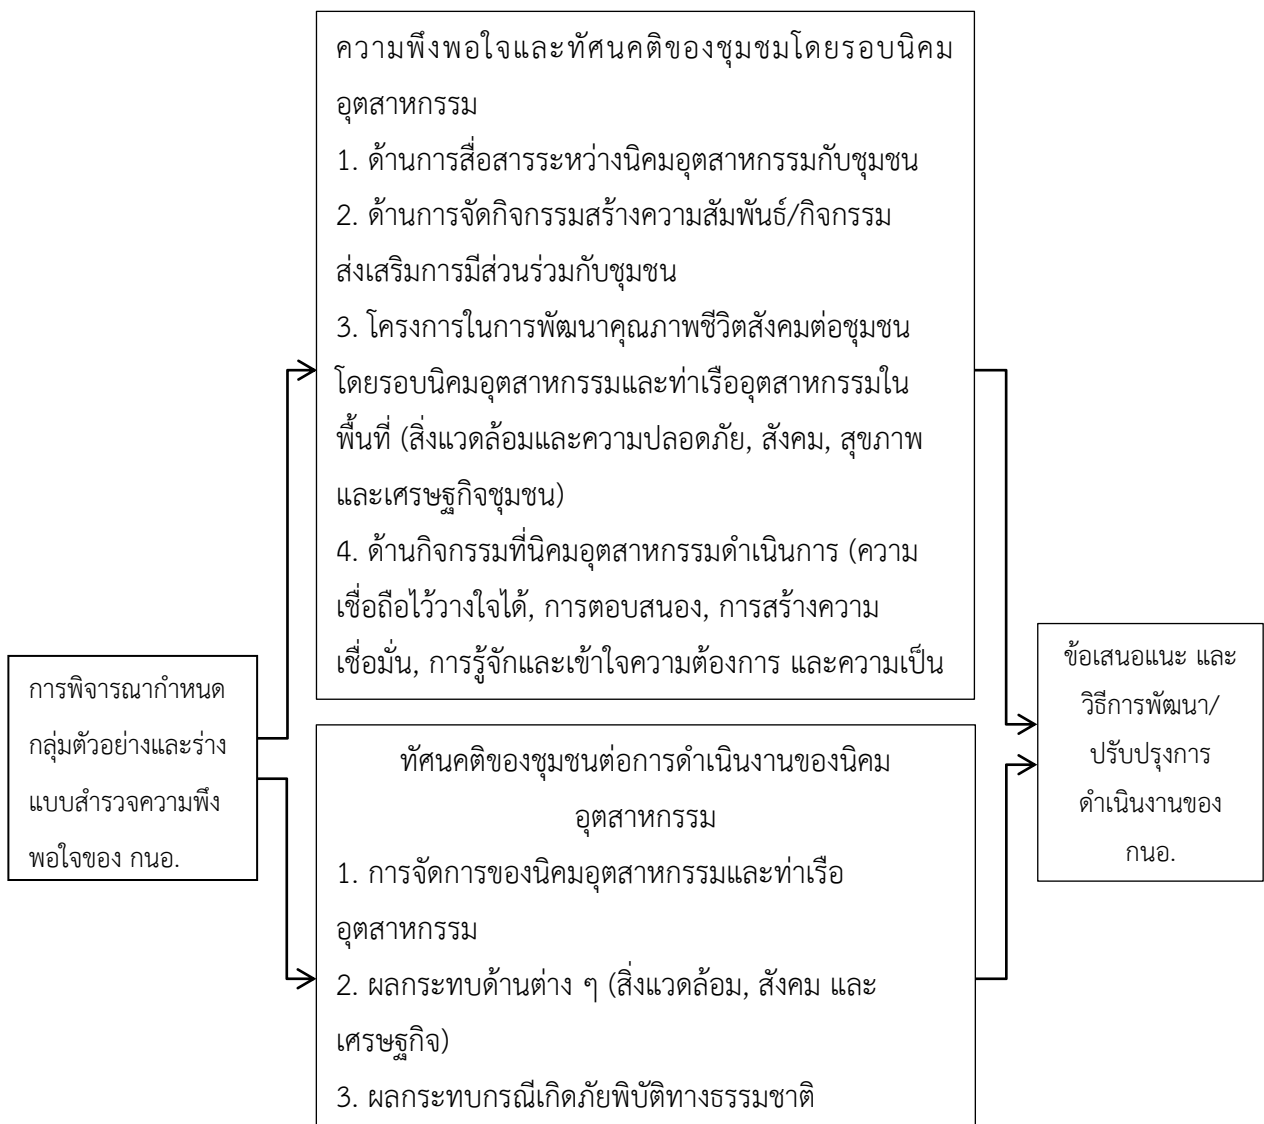 ความพึงพอใจและทัศนคติของชุมชมโดยรอบนิคม
อุตสาหกรรม
1. ด้านการสื่อสารระหว่างนิคมอุตสาหกรรมกับชุมชน
2. ด้านการจัดกิจกรรมสร้างความสัมพันธ์/กิจกรรม
ส่งเสริมการมีส่วนร่วมกับชุมชน
3. โครงการในการพัฒนาคุณภาพชีวิตสังคมต่อชุมชน
โดยรอบนิคมอุตสาหกรรมและท่าเรืออุตสาหกรรมใน
พื้นที่ (สิ่งแวดล้อมและความปลอดภัย, สังคม, สุขภาพ
และเศรษฐกิจชุมชน)
4. ด้านกิจกรรมที่นิคมอุตสาหกรรมดำเนินการ (ความ
เชื่อถือไว้วางใจได้, การตอบสนอง, การสร้างความ
เชื่อมั่น, การรู้จักและเข้าใจความต้องการ และความเป็น
การพิจารณากำหนด
กลุ่มตัวอย่างและร่าง
แบบสำรวจความพึง
พอใจของ กนอ.
ทัศนคติของชุมชนต่อการดำเนินงานของนิคม
อุตสาหกรรม
1. การจัดการของนิคมอุตสาหกรรมและท่าเรือ
อุตสาหกรรม
2. ผลกระทบด้านต่าง ๆ (สิ่งแวดล้อม, สังคม และ
เศรษฐกิจ)
3. ผลกระทบกรณีเกิดภัยพิบัติทางธรรมชาติ
ข้อเสนอแนะ และ
วิธีการพัฒนา/
ปรับปรุงการ
ดำเนินงานของ
กนอ.